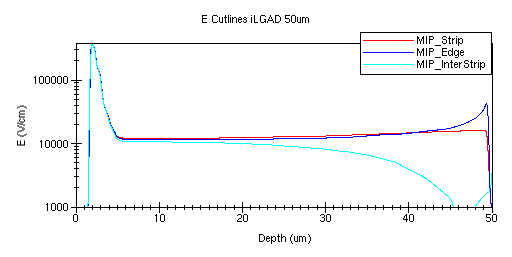 E Cutlines iLGAD 50um
MIP_Strip
MIP_Edge
MIP_InterStrip
100000
10000
1000
E (V/cm)
0 10 20 30 40 50
Depth (um)